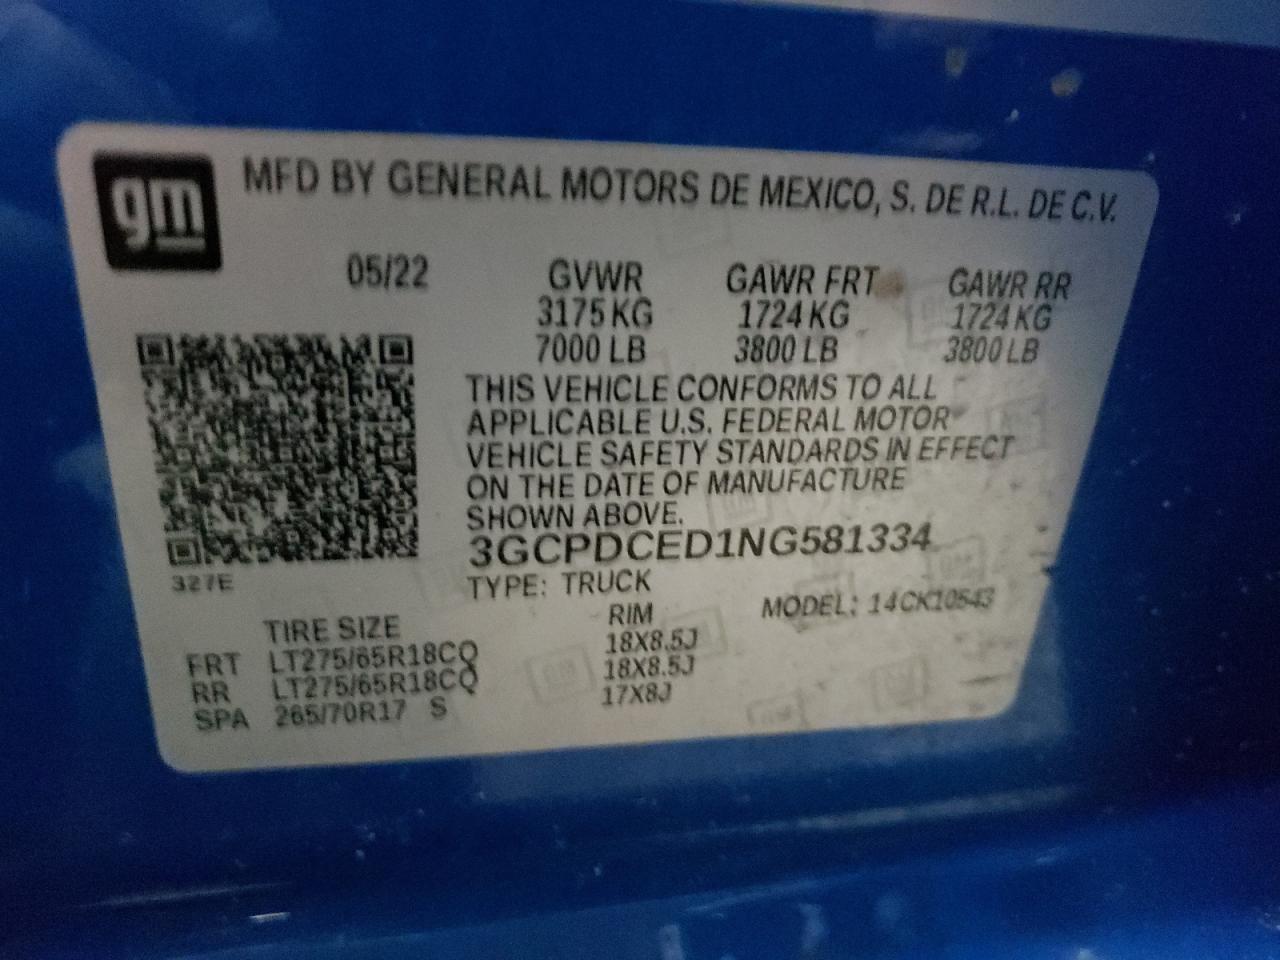 gm
MFD BY GENERAL MOTORS DE MEXICO, S. DE R.L. DE C.V.
05/22 GVWR GAWR FRT GAWR RR
3175 KG 1724 KG 1724 KG
7000 LB 3800 LB 3800 LB
THIS VEHICLE CONFORMS TO ALL
APPLICABLE U.S. FEDERAL MOTOR
VEHICLE SAFETY STANDARDS IN EFFECT
ON THE DATE OF MANUFACTURE
SHOWN ABOVE.
3GCPDCED1NG581334
327E
TYPE: TRUCK
MODEL: 14CK10543
TIRE SIZE RIM
FRT LT275/65R18CQ 18X8.5J
RR LT275/65R18CQ 18X8.5J
SPA 265/70R17 S 17X8J